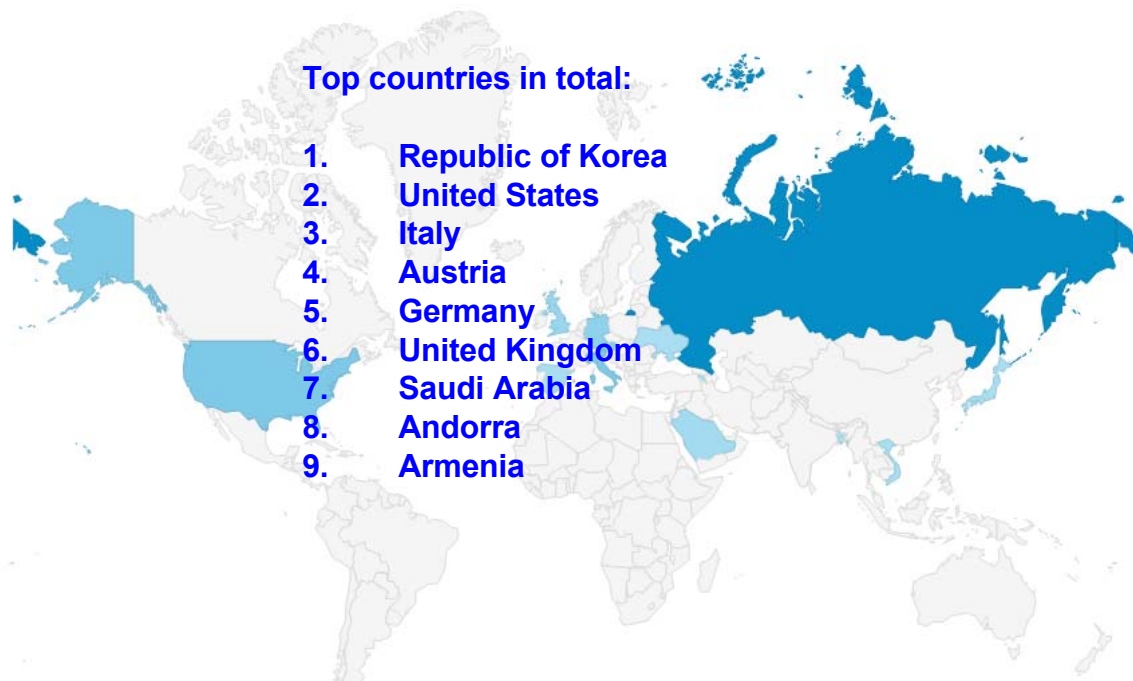 Top countries in total:
1. Republic of Korea
2. United States
3. Italy
4. Austria
5. Germany
6. United Kingdom
7. Saudi Arabia
8. Andorra
9. Armenia